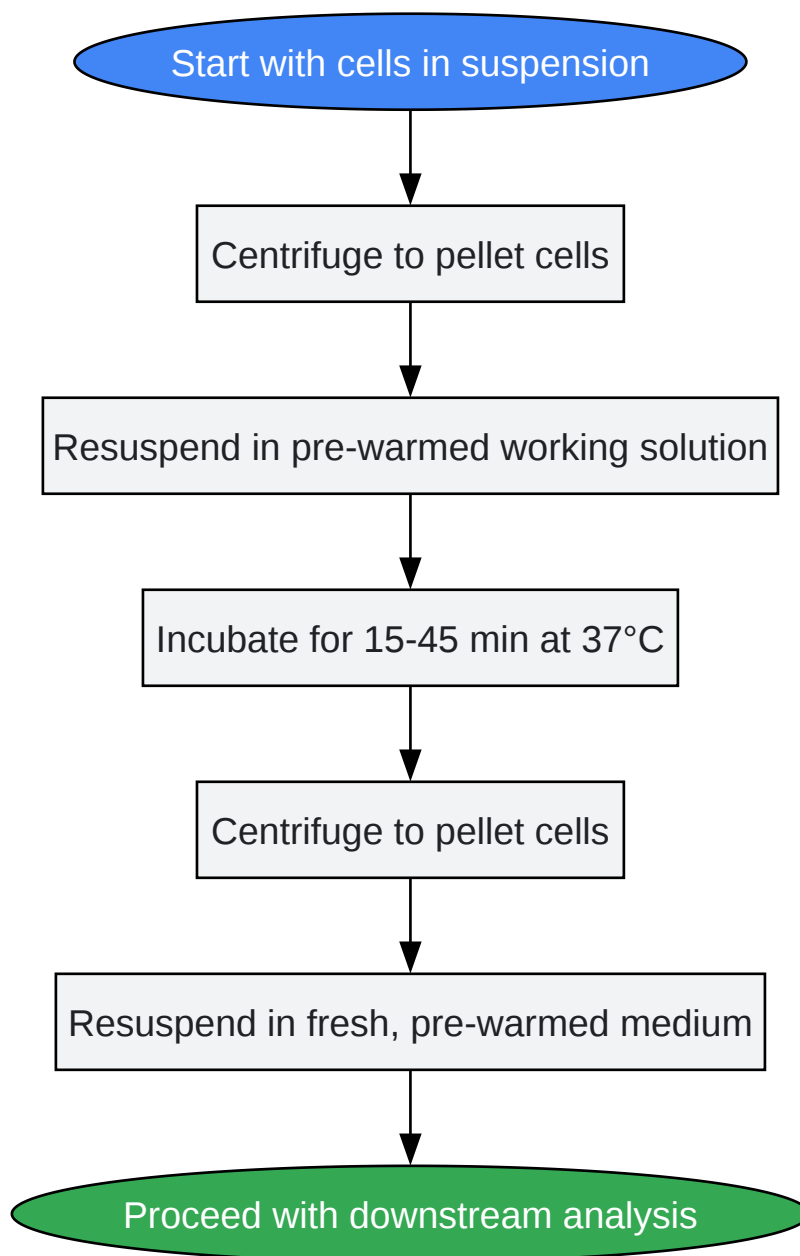 Start with cells in suspension
Centrifuge to pellet cells
Resuspend in pre-warmed working solution
Incubate for 15-45 min at 37°C
Centrifuge to pellet cells
Resuspend in fresh, pre-warmed medium
Proceed with downstream analysis